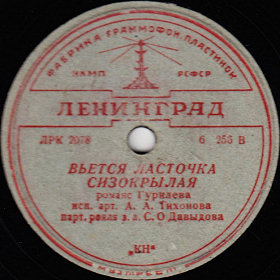 ФАБРИКА ГРАММОФОН.ПЛАСТИНОК
НКМП РСФСР
ЛЕНИНГРАД
ЛРК 2078 6 255 В
ВЬЕТСЯ ЛАСТОЧКА
СИЗОКРЫЛАЯ
романс Гурилева
исп. арт. А. А. Тихонова
парт. рояля з. а. С. О Давыдова
„КН"